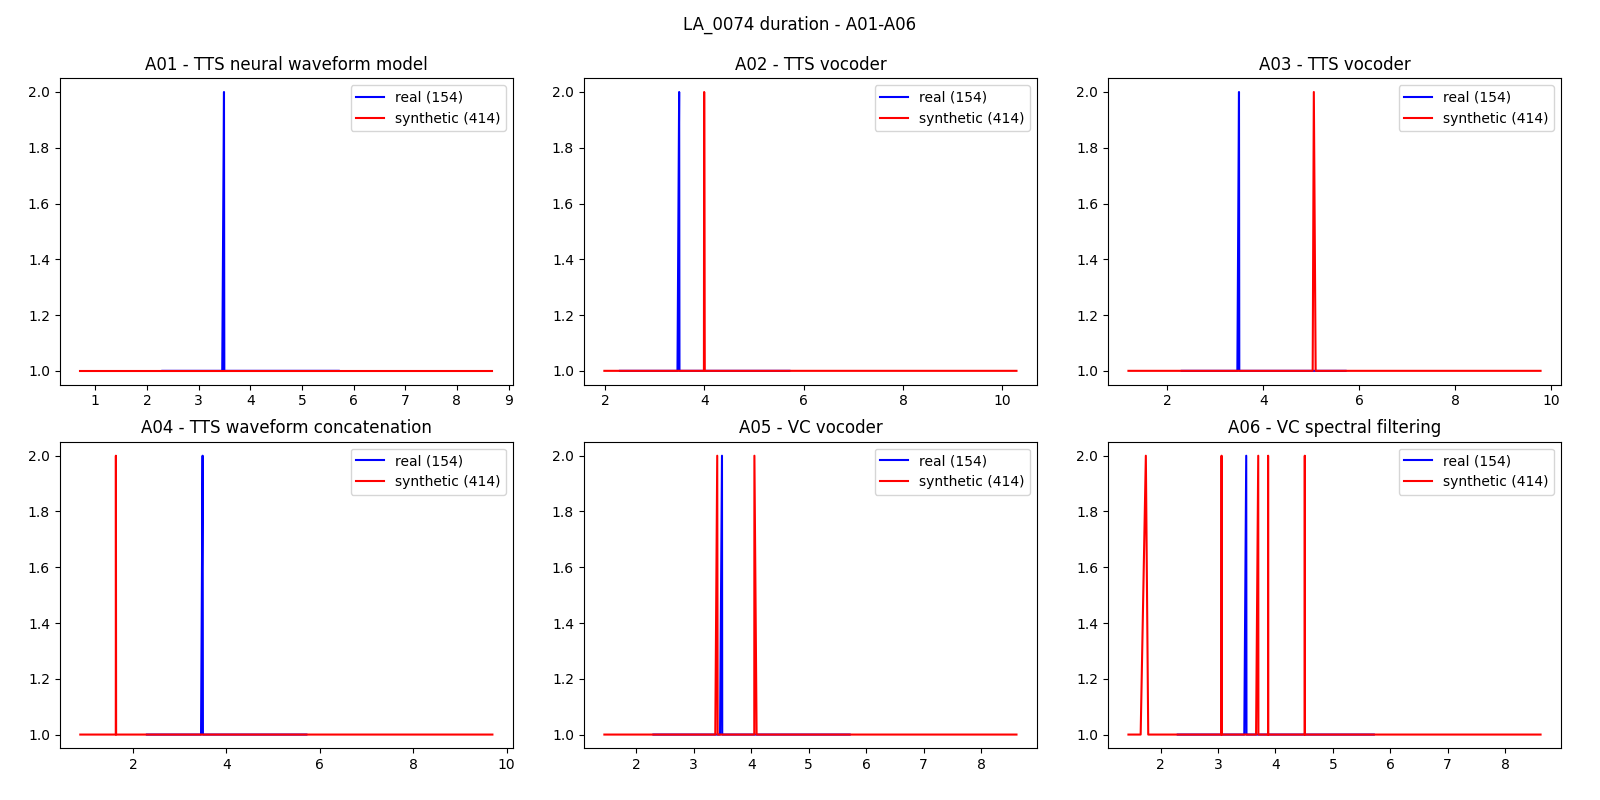 LA_0074 duration - A01-A06
A01 - TTS neural waveform model
2.0
1.8
1.6
1.4
1.2
1.0
1 2 3 4 5 6 7 8 9
real (154)
synthetic (414)
A02 - TTS vocoder
2.0
1.8
1.6
1.4
1.2
1.0
2 4 6 8 10
real (154)
synthetic (414)
A03 - TTS vocoder
2.0
1.8
1.6
1.4
1.2
1.0
2 4 6 8 10
real (154)
synthetic (414)
A04 - TTS waveform concatenation
2.0
1.8
1.6
1.4
1.2
1.0
2 4 6 8 10
real (154)
synthetic (414)
A05 - VC vocoder
2.0
1.8
1.6
1.4
1.2
1.0
2 3 4 5 6 7 8
real (154)
synthetic (414)
A06 - VC spectral filtering
2.0
1.8
1.6
1.4
1.2
1.0
2 3 4 5 6 7 8
real (154)
synthetic (414)